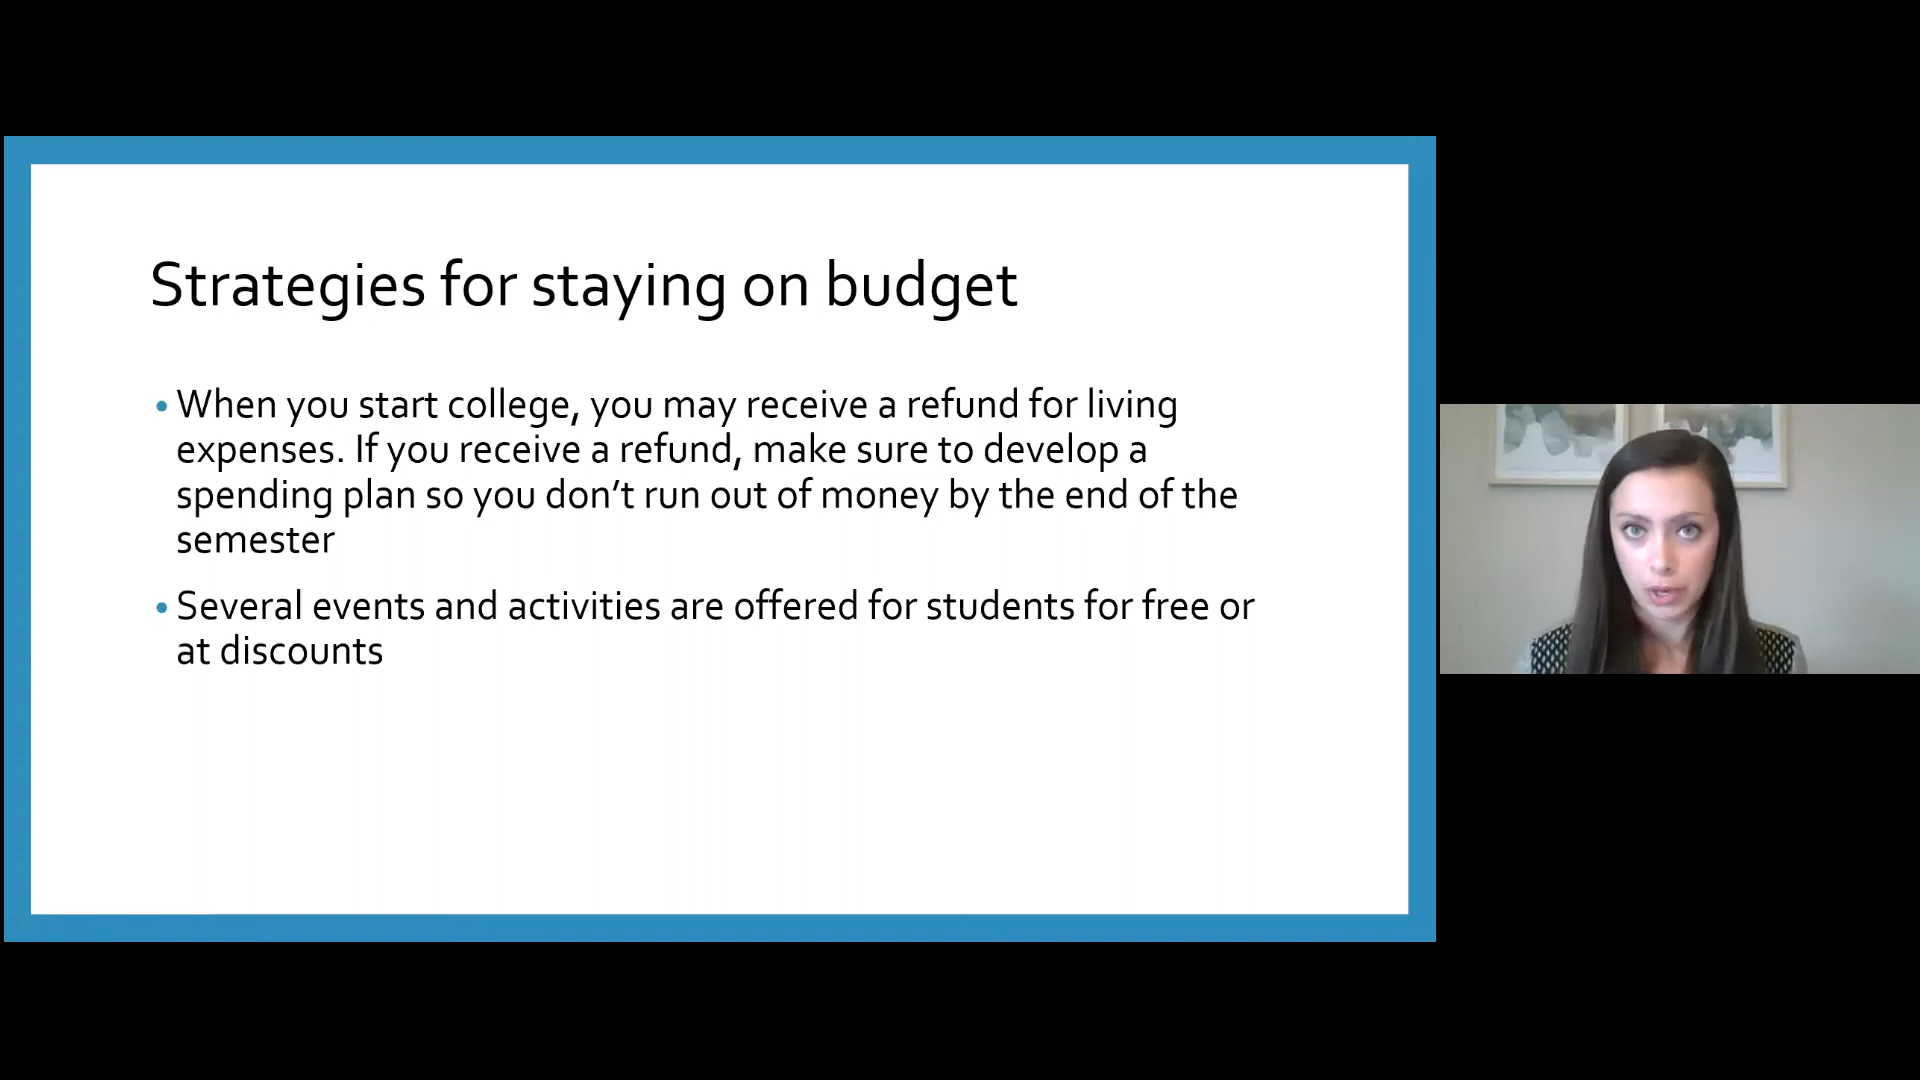 Strategies for staying on budget
• When you start college, you may receive a refund for living
expenses. If you receive a refund, make sure to develop a
spending plan so you don’t run out of money by the end of the
semester
• Several events and activities are offered for students for free or
at discounts